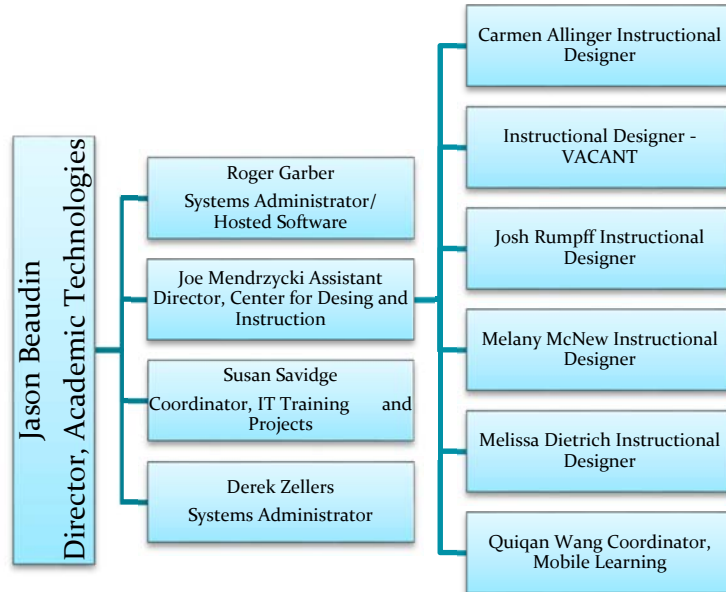 Jason Beaudin
Director, Academic Technologies
Roger Garber
Systems Administrator/
Hosted Software
Joe Mendrzycki Assistant
Director, Center for Desing and
Instruction
Susan Savidge
Coordinator, IT Training and
Projects
Derek Zellers
Systems Administrator
Carmen Allinger Instructional
Designer
Instructional Designer -
VACANT
Josh Rumpff Instructional
Designer
Melany McNew Instructional
Designer
Melissa Dietrich Instructional
Designer
Quiqan Wang Coordinator,
Mobile Learning